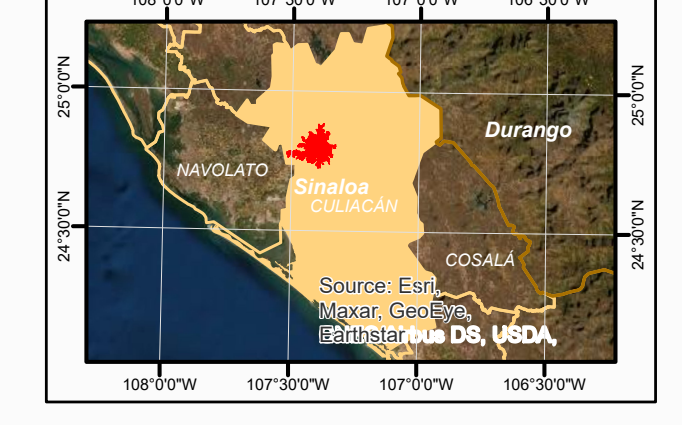 108°0'0"W 107°30'0"W 107°0'0"W 106°30'0"W
25°0'0"N
25°0'0"N
Durango
NAVOLATO
Sinaloa
CULIACÁN
24°30'0"N
24°30'0"N
COSALÁ
Source: Esri,
Maxar, GeoEye,
Earthstar
bus DS, USDA,
108°0'0"W 107°30'0"W 107°0'0"W 106°30'0"W